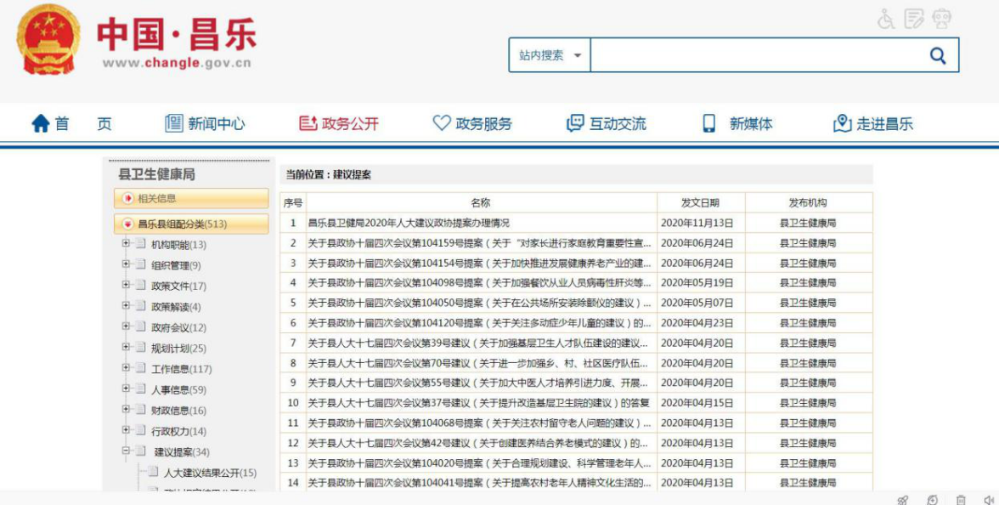 中国·昌乐
www.changle.gov.cn
站内搜索
首 页 新闻中心 政务公开 政务服务 互动交流 新媒体 走进昌乐
县卫生健康局
相关信息
昌乐县组配分类(513)
机构职能(13)
组织管理(9)
政策文件(17)
政策解读(4)
政府会议(12)
规划计划(25)
工作信息(117)
人事信息(59)
财政信息(16)
行政权力(14)
建议提案(34)
人大建议结果公开(15)
当前位置：建议提案
序号 名称 发文日期 发布机构
1 昌乐县卫健局2020年人大建议政协提案办理情况 2020年11月13日 县卫生健康局
2 关于县政协十届四次会议第104159号提案（关于“对家长进行家庭教育重要性宣... 2020年06月24日 县卫生健康局
3 关于县政协十届四次会议第104154号提案（关于加快推进发展健康养老产业的建... 2020年06月24日 县卫生健康局
4 关于县政协十届四次会议第104098号提案（关于加强餐饮从业人员病毒性肝炎等... 2020年05月19日 县卫生健康局
5 关于县政协十届四次会议第104050号提案（关于在公共场所安装除颤仪的建议）... 2020年05月07日 县卫生健康局
6 关于县政协十届四次会议第104120号提案（关于关注多动症少年儿童的建议）的... 2020年04月23日 县卫生健康局
7 关于县人大十七届四次会议第39号建议（关于加强基层卫生人才队伍建设的建议... 2020年04月20日 县卫生健康局
8 关于县人大十七届四次会议第70号建议（关于进一步加强乡、村、社区医疗队伍... 2020年04月20日 县卫生健康局
9 关于县人大十七届四次会议第55号建议（关于加大中医人才培养引进力度、开展... 2020年04月20日 县卫生健康局
10 关于县人大十七届四次会议第37号建议（关于提升改造基层卫生院的建议）的答复 2020年04月15日 县卫生健康局
11 关于县政协十届四次会议第104068号提案（关于关注农村留守老人问题的建议）... 2020年04月13日 县卫生健康局
12 关于县人大十七届四次会议第42号建议（关于创建医养结合养老模式的建议）的... 2020年04月13日 县卫生健康局
13 关于县政协十届四次会议第104020号提案（关于合理规划建设、科学管理老年人... 2020年04月13日 县卫生健康局
14 关于县政协十届四次会议第104041号提案（关于提高农村老年人精神文化生活的... 2020年04月13日 县卫生健康局